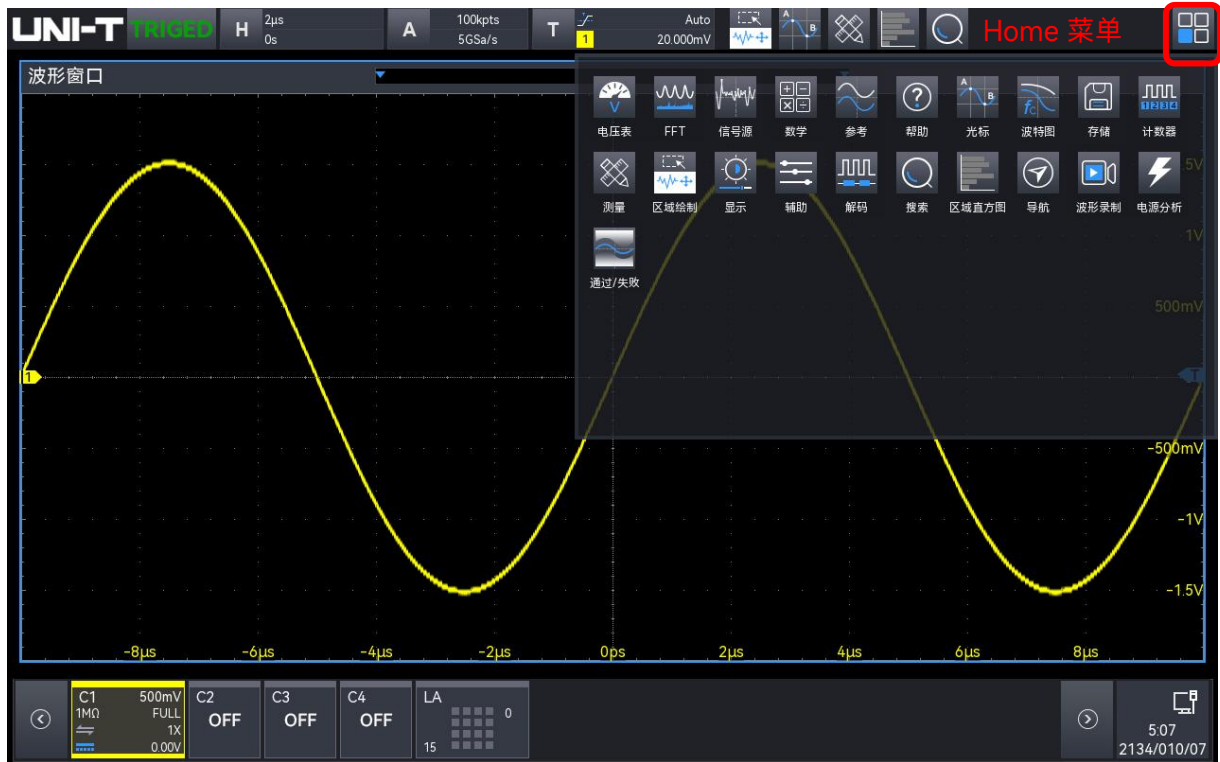 UNI-T TRIGED H 2μs 0s A 100kpts 5GSa/s T 1 Auto 20.000mV A B Home 菜单
波形窗口
电压表 FFT 信号源 数学 参考 帮助 光标 波特图 存储 计数器
测量 区域绘制 显示 辅助 解码 搜索 区域直方图 导航 波形录制 电源分析
通过/失败
1.5V
1V
500mV
1 T
-500mV
-1V
-1.5V
-8μs -6μs -4μs -2μs 0ps 2μs 4μs 6μs 8μs
C1 500mV C2 C3 C4 LA
1MΩ FULL OFF OFF OFF 0
1X 5:07
0.00V 15 2134/010/07